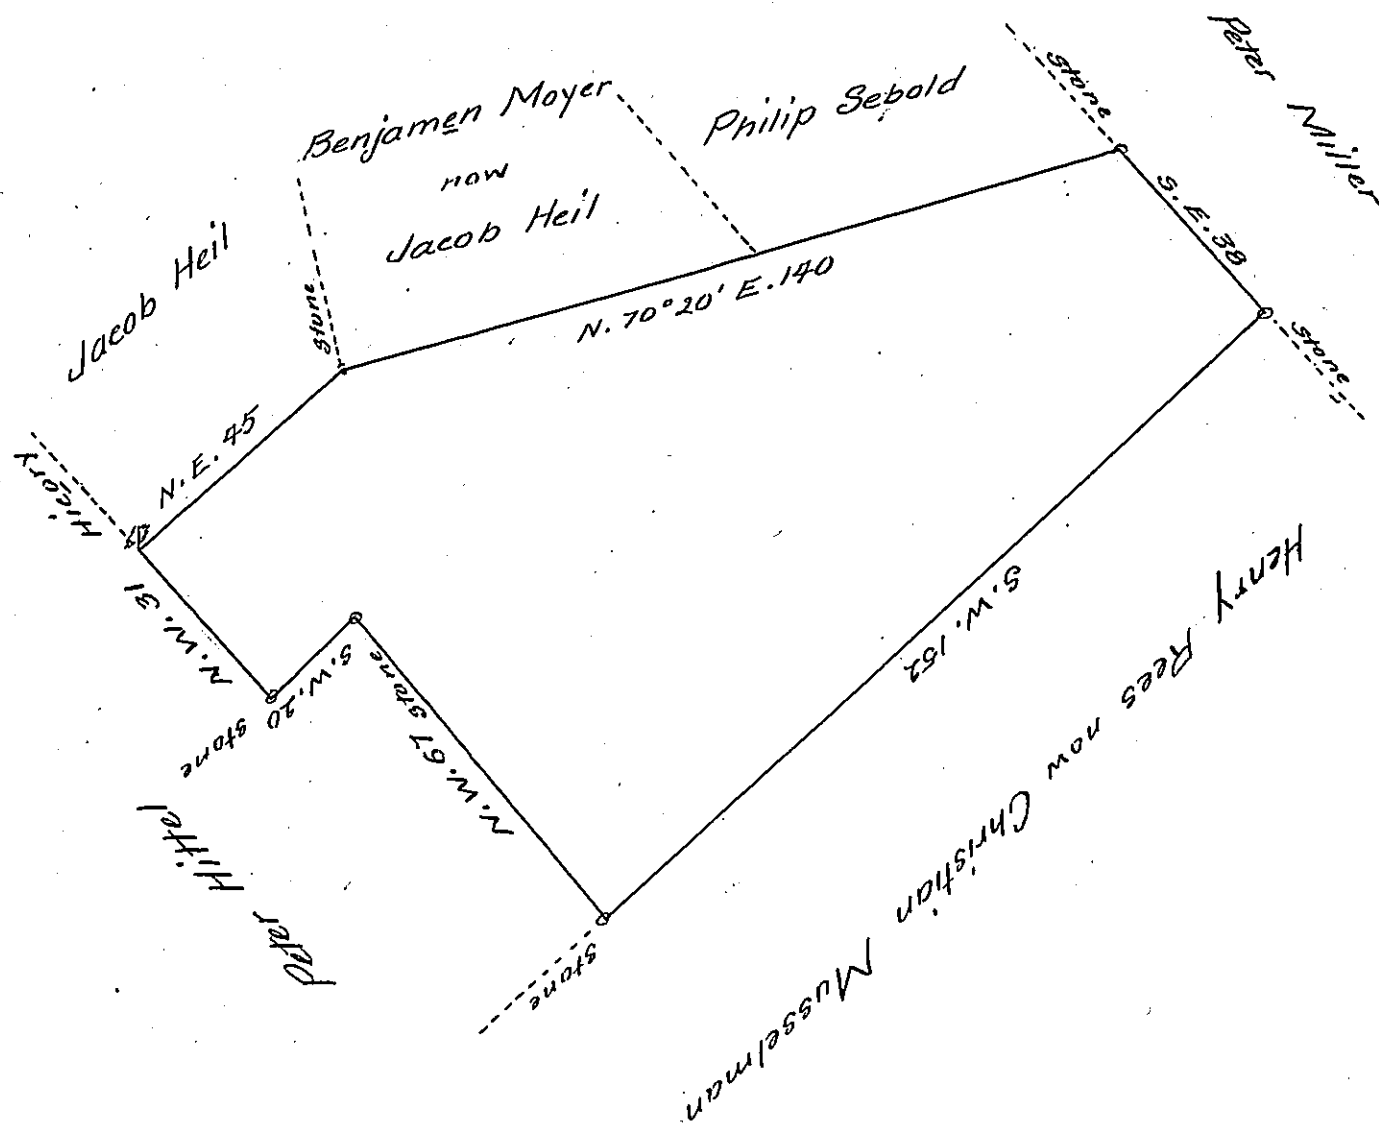 Peter Miller
Stone
Philip Sebold
Benjamen Moyer
now
Jacob Heil
Jacob Heil
Stone
S. E. 38
Stone
N. 70° 20' E. 140
N. E. 45
Hicory
N. W. 31
S. W. 20
Stone
N. W. 67 Stone
S. W. 152
Stone
Peter Hittel
Henry Rees now Christian Musselman